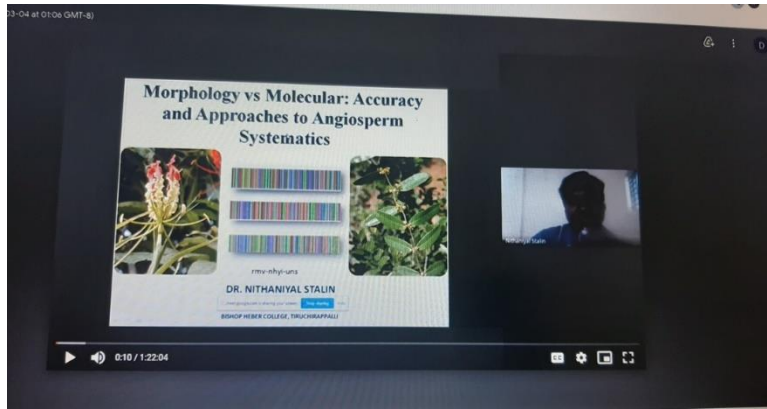 03-04 at 01:06 GMT-8)
D
Morphology vs Molecular: Accuracy
and Approaches to Angiosperm
Systematics
rmv-nhyi-uns
DR. NITHANIYAL STALIN
Stop sharing
BISHOP HEBER COLLEGE, TIRUCHIRAPPALLI
Nithaniyal Stalin
0:10 / 1:22:04
CC